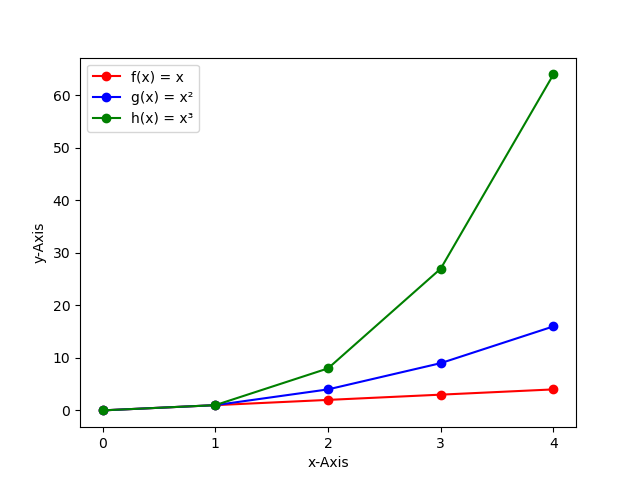 f(x) = x
g(x) = x²
h(x) = x³
60
50
40
30
20
10
0
y-Axis
0 1 2 3 4
x-Axis